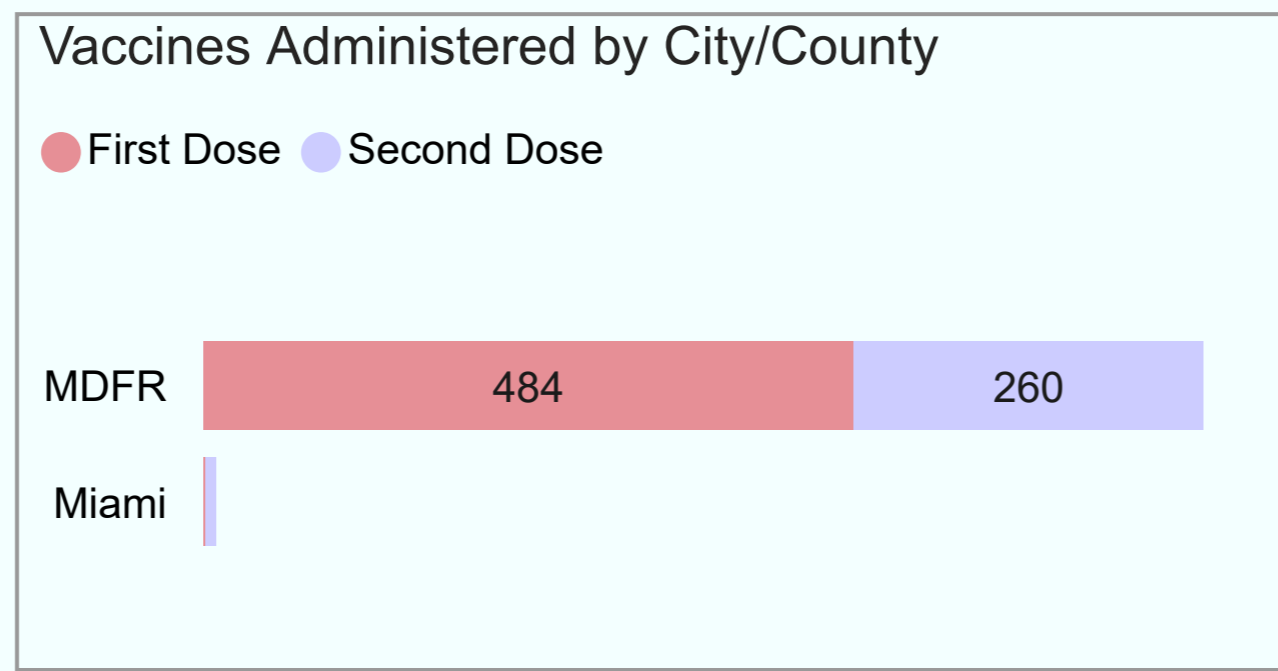 Vaccines Administered by City/County
First Dose Second Dose
MDFR 484 260
Miami